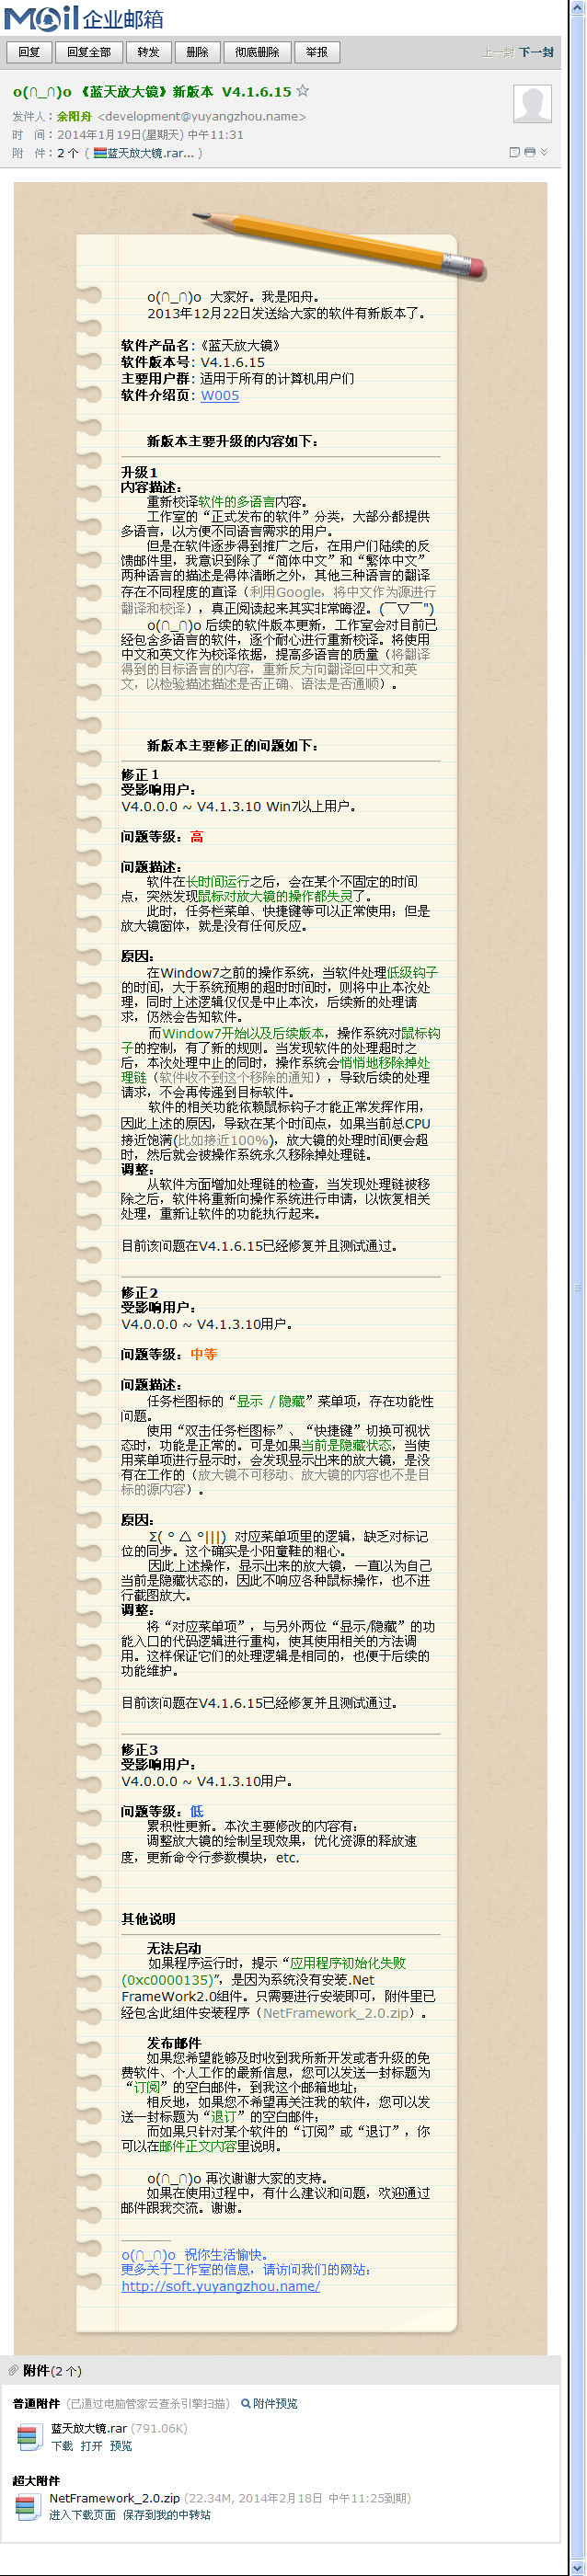 Mail 企业邮箱
回复 回复全部 转发 删除 彻底删除 举报 上一封 下一封
o(∩_∩)o 《蓝天放大镜》新版本 V4.1.6.15 ☆
发件人：余阳舟 <development@yuyangzhou.name>
时 间：2014年1月19日(星期天) 中午11:31
附 件：2 个 ( 蓝天放大镜.rar... )
o(∩_∩)o 大家好。我是阳舟。
2013年12月22日发送给大家的软件有新版本了。
软件产品名：《蓝天放大镜》
软件版本号：V4.1.6.15
主要用户群：适用于所有的计算机用户们
软件介绍页：W005
新版本主要升级的内容如下：
升级1
内容描述：
重新校译软件的多语言内容。
工作室的“正式发布的软件”分类，大部分都提供
多语言，以方便不同语言需求的用户。
但是在软件逐步得到推广之后，在用户们陆续的反
馈邮件里，我意识到除了“简体中文”和“繁体中文”
两种语言的描述是得体清晰之外，其他三种语言的翻译
存在不同程度的直译（利用Google，将中文作为源进行
翻译和校译），真正阅读起来其实非常晦涩。(￣▽￣")
o(∩_∩)o 后续的软件版本更新，工作室会对目前已
经包含多语言的软件，逐个耐心进行重新校译。将使用
中文和英文作为校译依据，提高多语言的质量（将翻译
得到的目标语言的内容，重新反方向翻译回中文和英
文，以检验描述描述是否正确、语法是否通顺）。
新版本主要修正的问题如下：
修正１
受影响用户：
V4.0.0.0 ~ V4.1.3.10 Win7以上用户。
问题等级：高
问题描述：
软件在长时间运行之后，会在某个不固定的时间
点，突然发现鼠标对放大镜的操作都失灵了。
此时，任务栏菜单、快捷键等可以正常使用；但是
放大镜窗体，就是没有任何反应。
原因：
在Window7之前的操作系统，当软件处理低级钩子
的时间，大于系统预期的超时时间时，则将中止本次处
理，同时上述逻辑仅仅是中止本次，后续新的处理请
求，仍然会告知软件。
而Window7开始以及后续版本，操作系统对鼠标钩
子的控制，有了新的规则。当发现软件的处理超时之
后，本次处理中止的同时，操作系统会悄悄地移除掉处
理链（软件收不到这个移除的通知），导致后续的处理
请求，不会再传递到目标软件。
软件的相关功能依赖鼠标钩子才能正常发挥作用，
因此上述的原因，导致在某个时间点，如果当前总CPU
接近饱满(比如接近100%)，放大镜的处理时间便会超
时，然后就会被操作系统永久移除掉处理链。
调整：
从软件方面增加处理链的检查，当发现处理链被移
除之后，软件将重新向操作系统进行申请，以恢复相关
处理，重新让软件的功能执行起来。
目前该问题在V4.1.6.15已经修复并且测试通过。
修正2
受影响用户：
V4.0.0.0 ~ V4.1.3.10用户。
问题等级：中等
问题描述：
任务栏图标的“显示 / 隐藏”菜单项，存在功能性
问题。
使用“双击任务栏图标”、“快捷键”切换可视状
态时，功能是正常的。可是如果当前是隐藏状态，当使
用菜单项进行显示时，会发现显示出来的放大镜，是没
有在工作的（放大镜不可移动、放大镜的内容也不是目
标的源内容）。
原因：
Σ( ° △ °|||) 对应菜单项里的逻辑，缺乏对标记
位的同步。这个确实是小阳童鞋的粗心。
因此上述操作，显示出来的放大镜，一直以为自己
当前是隐藏状态的，因此不响应各种鼠标操作，也不进
行截图放大。
调整：
将“对应菜单项”，与另外两位“显示/隐藏”的功
能入口的代码逻辑进行重构，使其使用相关的方法调
用。这样保证它们的处理逻辑是相同的，也便于后续的
功能维护。
目前该问题在V4.1.6.15已经修复并且测试通过。
修正3
受影响用户：
V4.0.0.0 ~ V4.1.3.10用户。
问题等级：低
累积性更新。本次主要修改的内容有：
调整放大镜的绘制呈现效果，优化资源的释放速
度，更新命令行参数模块，etc.
其他说明
无法启动
如果程序运行时，提示“应用程序初始化失败
(0xc0000135)”，是因为系统没有安装.Net
FrameWork2.0组件。只需要进行安装即可，附件里已
经包含此组件安装程序（NetFramework_2.0.zip）。
发布邮件
如果您希望能够及时收到我所新开发或者升级的免
费软件、个人工作的最新信息，您可以发送一封标题为
“订阅”的空白邮件，到我这个邮箱地址；
相反地，如果您不希望再关注我的软件，您可以发
送一封标题为“退订”的空白邮件；
而如果只针对某个软件的“订阅”或“退订”，你
可以在邮件正文内容里说明。
o(∩_∩)o 再次谢谢大家的支持。
如果在使用过程中，有什么建议和问题，欢迎通过
邮件跟我交流。谢谢。
o(∩_∩)o 祝你生活愉快。
更多关于工作室的信息，请访问我们的网站：
http://soft.yuyangzhou.name/
附件(2 个)
普通附件（已通过电脑管家云查杀引擎扫描） 附件预览
蓝天放大镜.rar (791.06K)
下载 打开 预览
超大附件
NetFramework_2.0.zip (22.34M, 2014年2月18日 中午11:25到期)
进入下载页面 保存到我的中转站